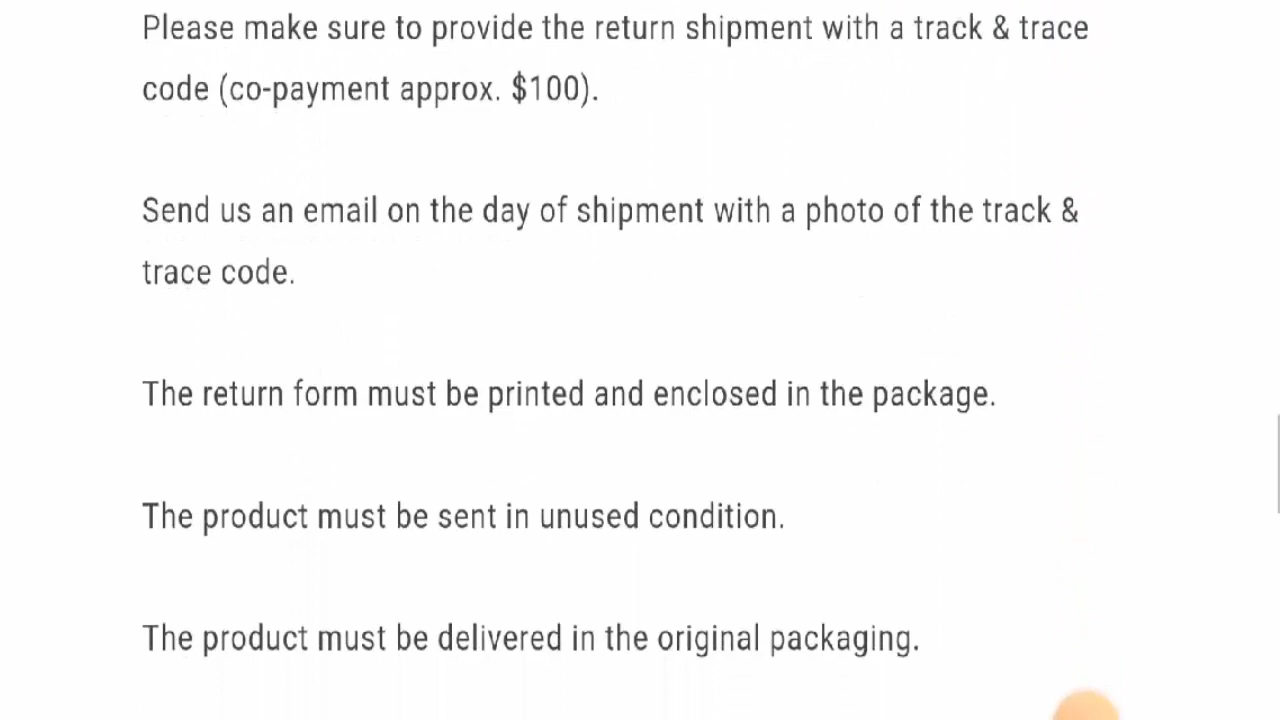 Please make sure to provide the return shipment with a track & trace
code (co-payment approx. $100).
Send us an email on the day of shipment with a photo of the track &
trace code.
The return form must be printed and enclosed in the package.
The product must be sent in unused condition.
The product must be delivered in the original packaging.